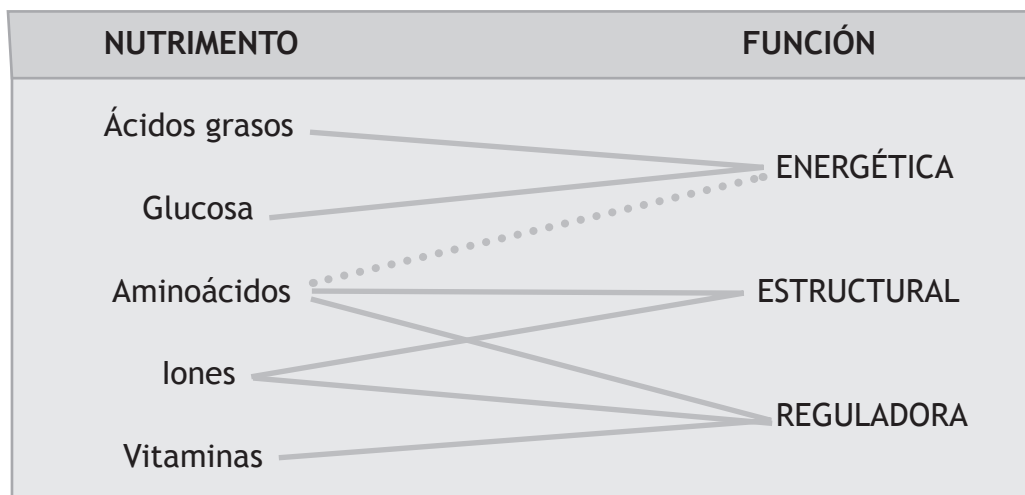 NUTRIMENTO FUNCIÓN
Ácidos grasos
ENERGÉTICA
Glucosa
Aminoácidos ESTRUCTURAL
Iones
REGULADORA
Vitaminas